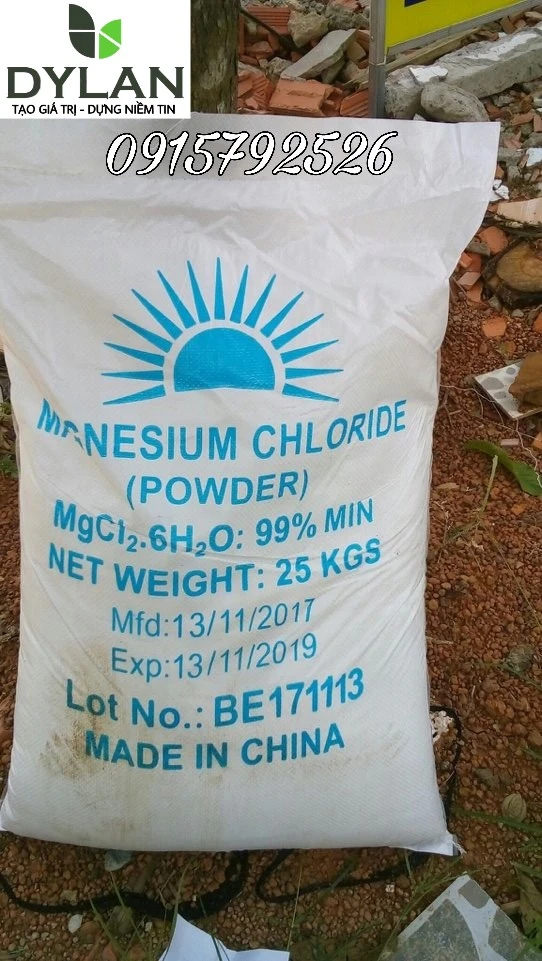 DYLAN
TẠO GIÁ TRỊ - DỰNG NIỀM TIN
0915792526
MANESIUM CHLORIDE
(POWDER)
MgCl₂.6H₂O: 99% MIN
NET WEIGHT: 25 KGS
Mfd:13/11/2017
Exp:13/11/2019
Lot No.: BE171113
MADE IN CHINA